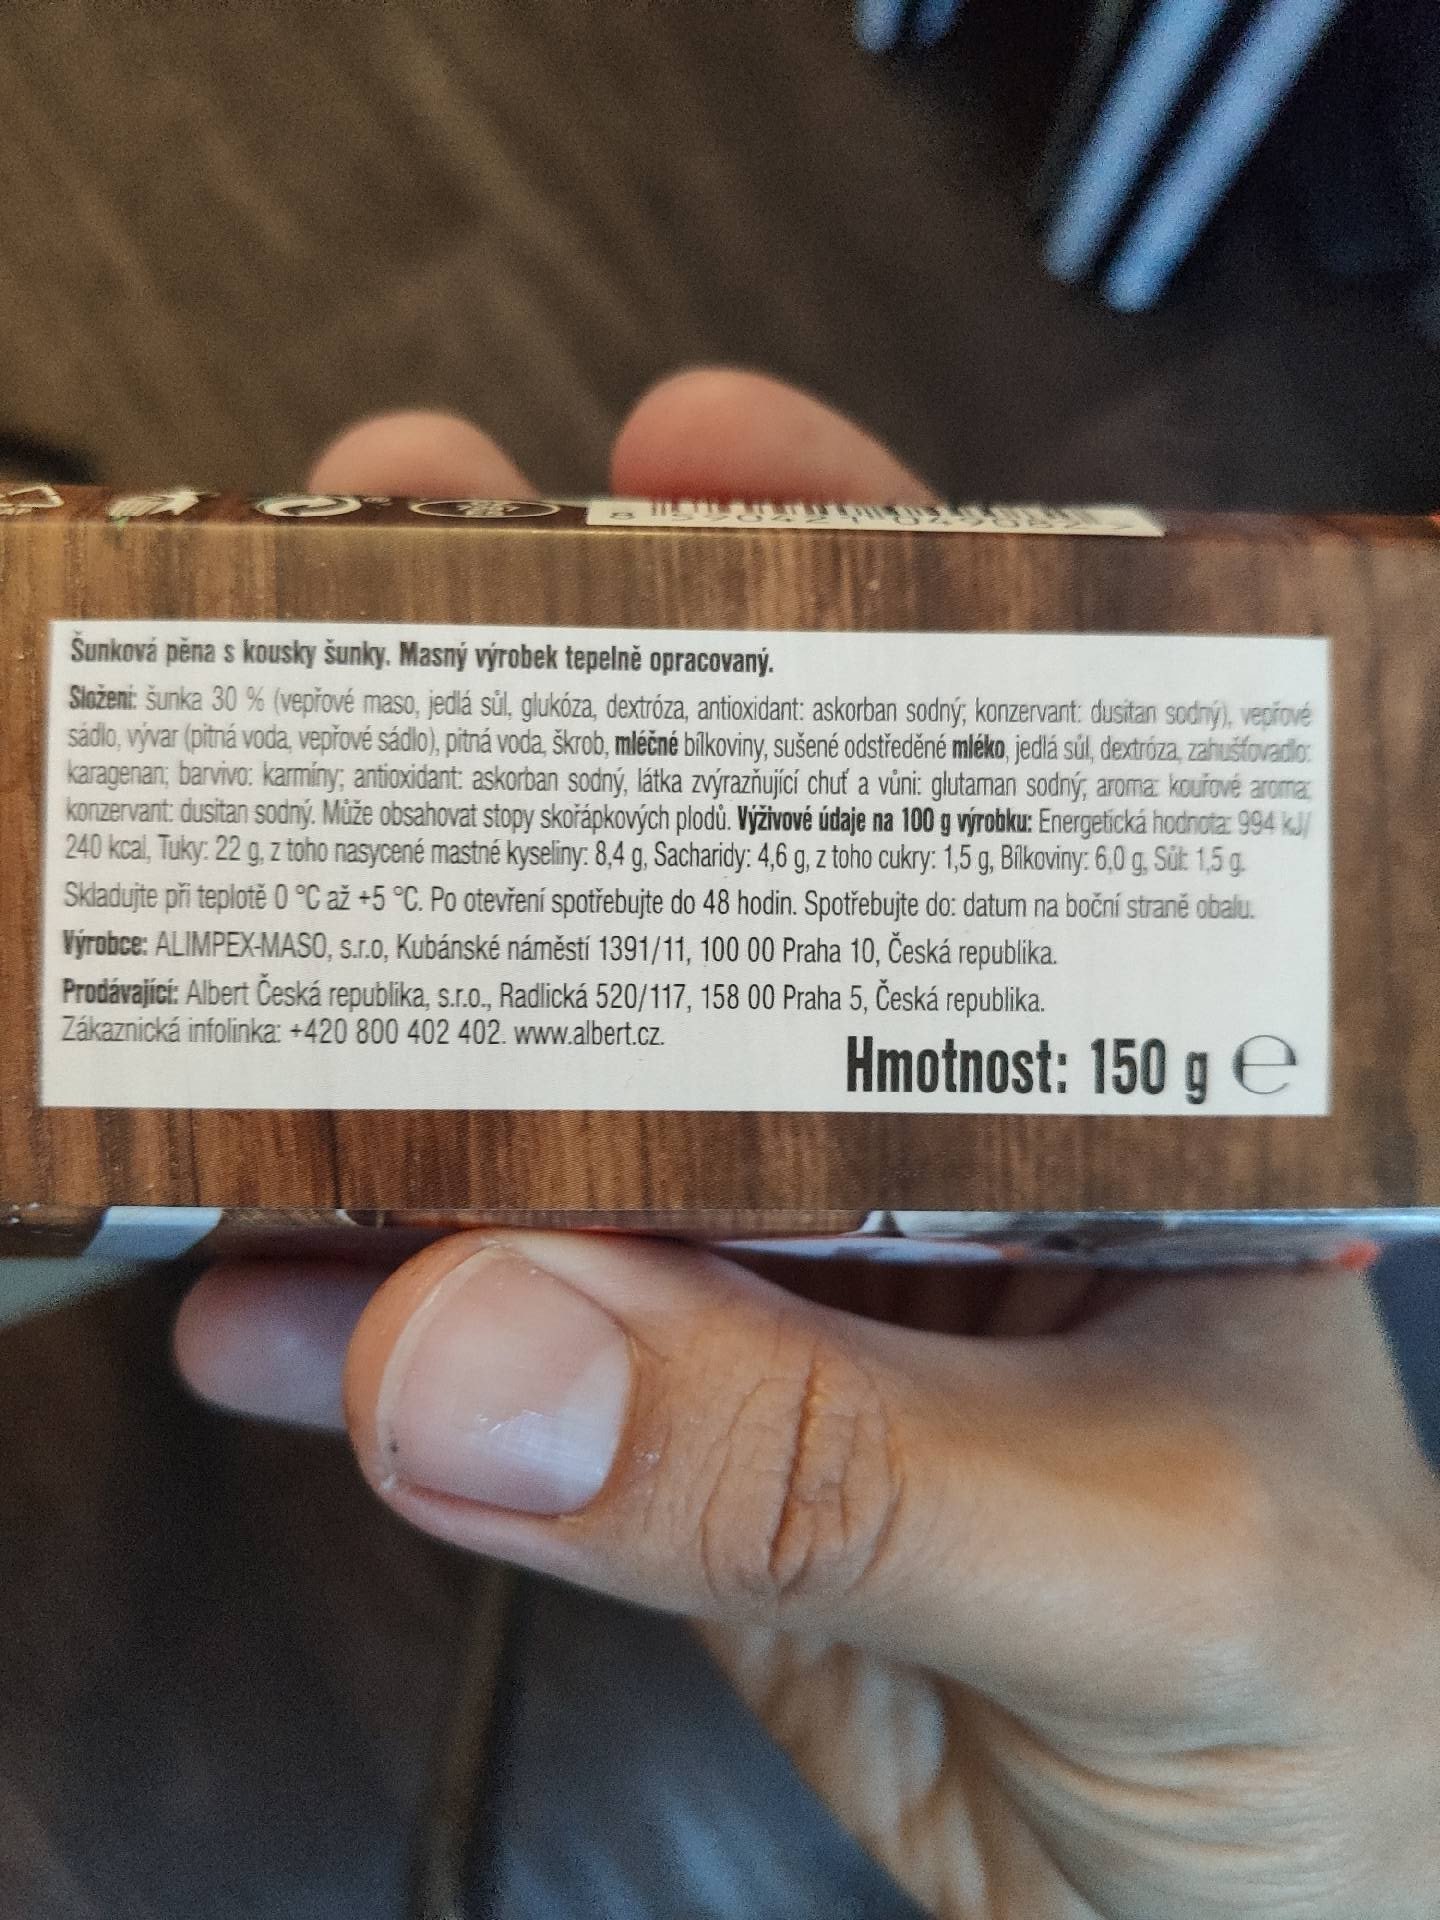 Šunková pěna s kousky šunky. Masný výrobek tepelně opracovaný.
Složení: šunka 30 % (vepřové maso, jedlá sůl, glukóza, dextróza, antioxidant: askorban sodný; konzervant: dusitan sodný), vepřové
sádlo, vývar (pitná voda, vepřové sádlo), pitná voda, škrob, mléčné bílkoviny, sušené odstředěné mléko, jedlá sůl, dextróza, zahušťovadlo:
karagenan; barvivo: karmíny; antioxidant: askorban sodný, látka zvýrazňující chuť a vůni: glutaman sodný; aroma: kouřové aroma;
konzervant: dusitan sodný. Může obsahovat stopy skořápkových plodů. Výživové údaje na 100 g výrobku: Energetická hodnota: 994 kJ/
240 kcal, Tuky: 22 g, z toho nasycené mastné kyseliny: 8,4 g, Sacharidy: 4,6 g, z toho cukry: 1,5 g, Bílkoviny: 6,0 g, Sůl: 1,5 g.
Skladujte při teplotě 0 °C až +5 °C. Po otevření spotřebujte do 48 hodin. Spotřebujte do: datum na boční straně obalu.
Výrobce: ALIMPEX-MASO, s.r.o, Kubánské náměstí 1391/11, 100 00 Praha 10, Česká republika.
Prodávající: Albert Česká republika, s.r.o., Radlická 520/117, 158 00 Praha 5, Česká republika.
Zákaznická infolinka: +420 800 402 402. www.albert.cz.
Hmotnost: 150 g ℮